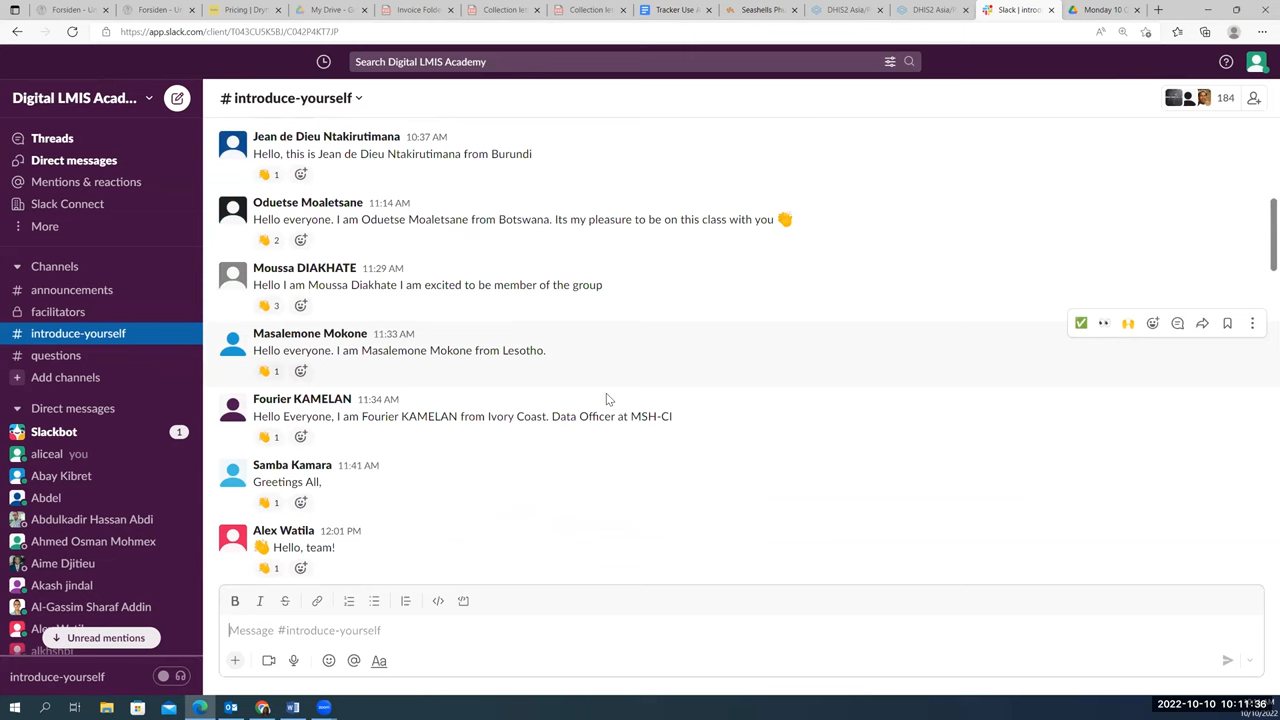 Forsiden - Un
Forsiden - Un
Pricing | Dry
My Drive - G
Invoice Folde
Collection let
Collection les
Tracker Use A
Seashells Ph
DHIS2 Asia/P
DHIS2 Asia/P
Slack | intro
Monday 10 C
https://app.slack.com/client/T043CU5K5BJ/C042P4KT7JP
Search Digital LMIS Academy
Digital LMIS Acad...
# introduce-yourself
184
Threads
Direct messages
Mentions & reactions
Slack Connect
More
Channels
# announcements
facilitators
# introduce-yourself
# questions
+ Add channels
Direct messages
Slackbot 1
aliceal you
Abay Kibret
Abdel
Abdulkadir Hassan Abdi
Ahmed Osman Mohmex
Aime Djitieu
Akash jindal
Al-Gassim Sharaf Addin
Unread mentions
introduce-yourself
Jean de Dieu Ntakirutimana 10:37 AM
Hello, this is Jean de Dieu Ntakirutimana from Burundi
👋 1
Oduetse Moaletsane 11:14 AM
Hello everyone. I am Oduetse Moaletsane from Botswana. Its my pleasure to be on this class with you 👋
👋 2
Moussa DIAKHATE 11:29 AM
Hello I am Moussa Diakhate I am excited to be member of the group
👋 3
Masalemone Mokone 11:33 AM
Hello everyone. I am Masalemone Mokone from Lesotho.
👋 1
Fourier KAMELAN 11:34 AM
Hello Everyone, I am Fourier KAMELAN from Ivory Coast. Data Officer at MSH-CI
👋 1
Samba Kamara 11:41 AM
Greetings All,
👋 1
Alex Watila 12:01 PM
👋 Hello, team!
👋 1
B I S
Message #introduce-yourself
+ @ Aa
2022-10-10 10:11:36
10/10/2022